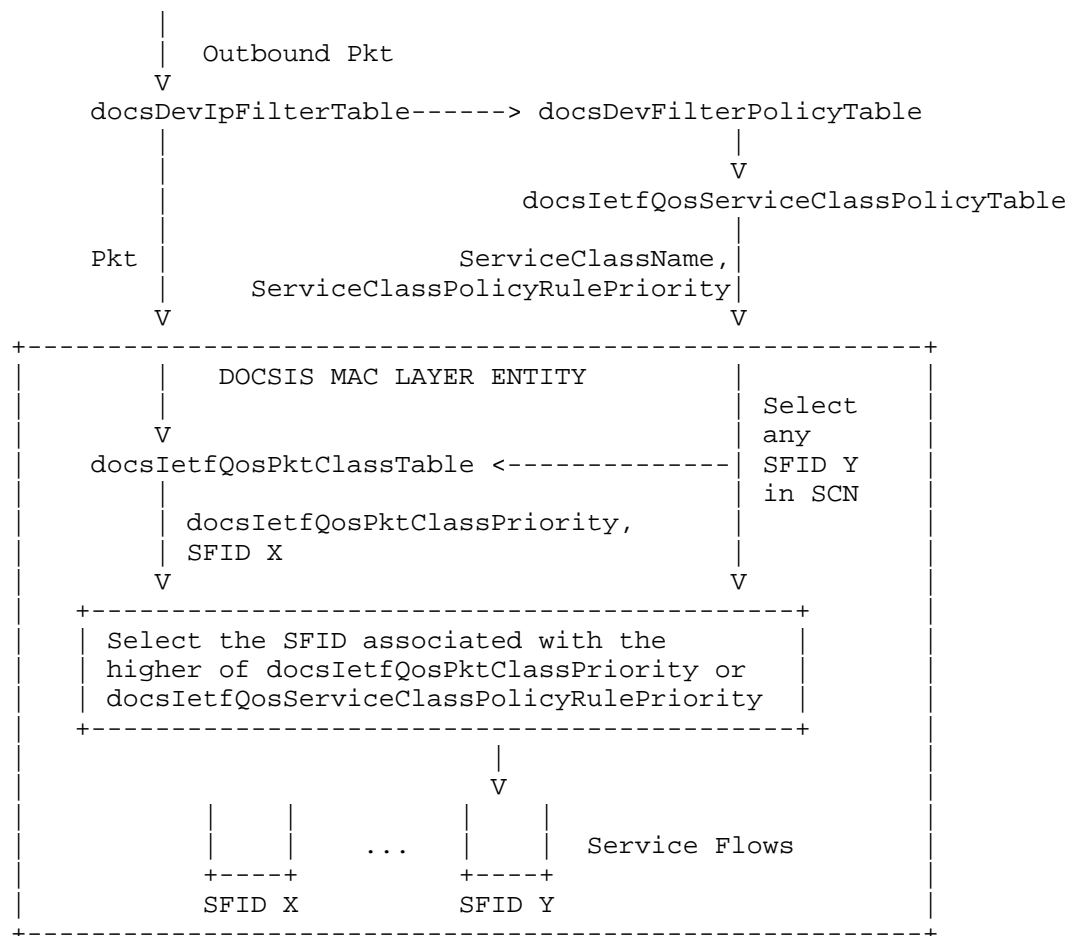 Outbound Pkt
V
docsDevIpFilterTable------> docsDevFilterPolicyTable
V
docsIetfQosServiceClassPolicyTable
Pkt ServiceClassName,
ServiceClassPolicyRulePriority
V V
DOCSIS MAC LAYER ENTITY
Select
V any
docsIetfQosPktClassTable <-------------- SFID Y
in SCN
docsIetfQosPktClassPriority,
SFID X
V V
Select the SFID associated with the
higher of docsIetfQosPktClassPriority or
docsIetfQosServiceClassPolicyRulePriority
V
... Service Flows
SFID X SFID Y